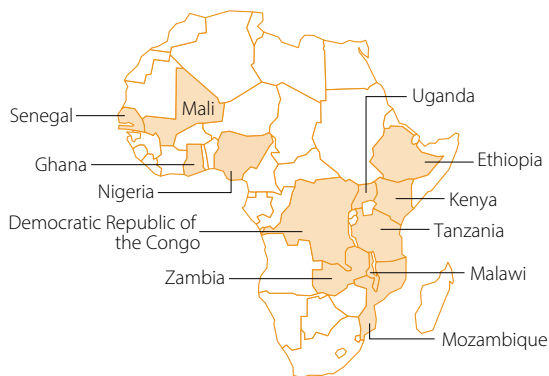 Mali
Senegal
Ghana
Nigeria
Democratic Republic of
the Congo
Zambia
Uganda
Ethiopia
Kenya
Tanzania
Malawi
Mozambique